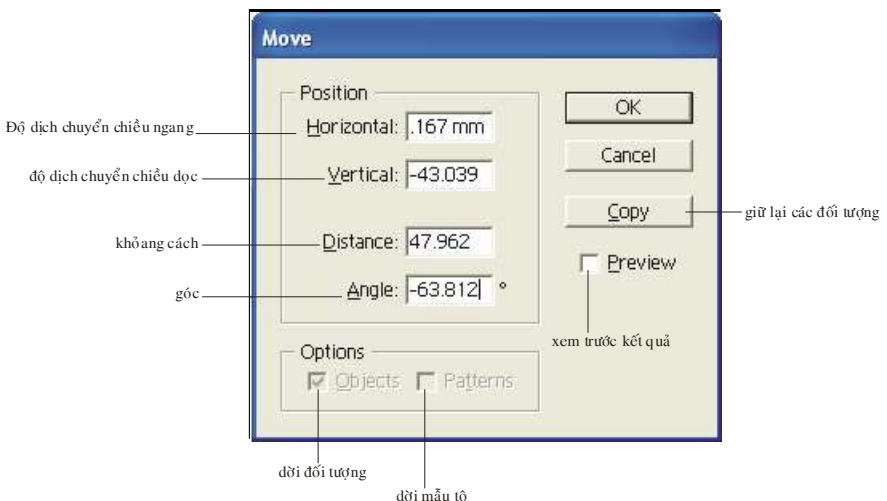 Move
Position
Độ dịch chuyển chiều ngang
Horizontal: .167 mm
OK
độ dịch chuyển chiều dọc
Vertical: -43.039
Cancel
Copy
giữ lại các đối tượng
khỏang cách
Distance: 47.962
Preview
góc
Angle: -63.812 °
xem trước kết quả
Options
Objects Patterns
dời đối tượng
dời mẫu tô